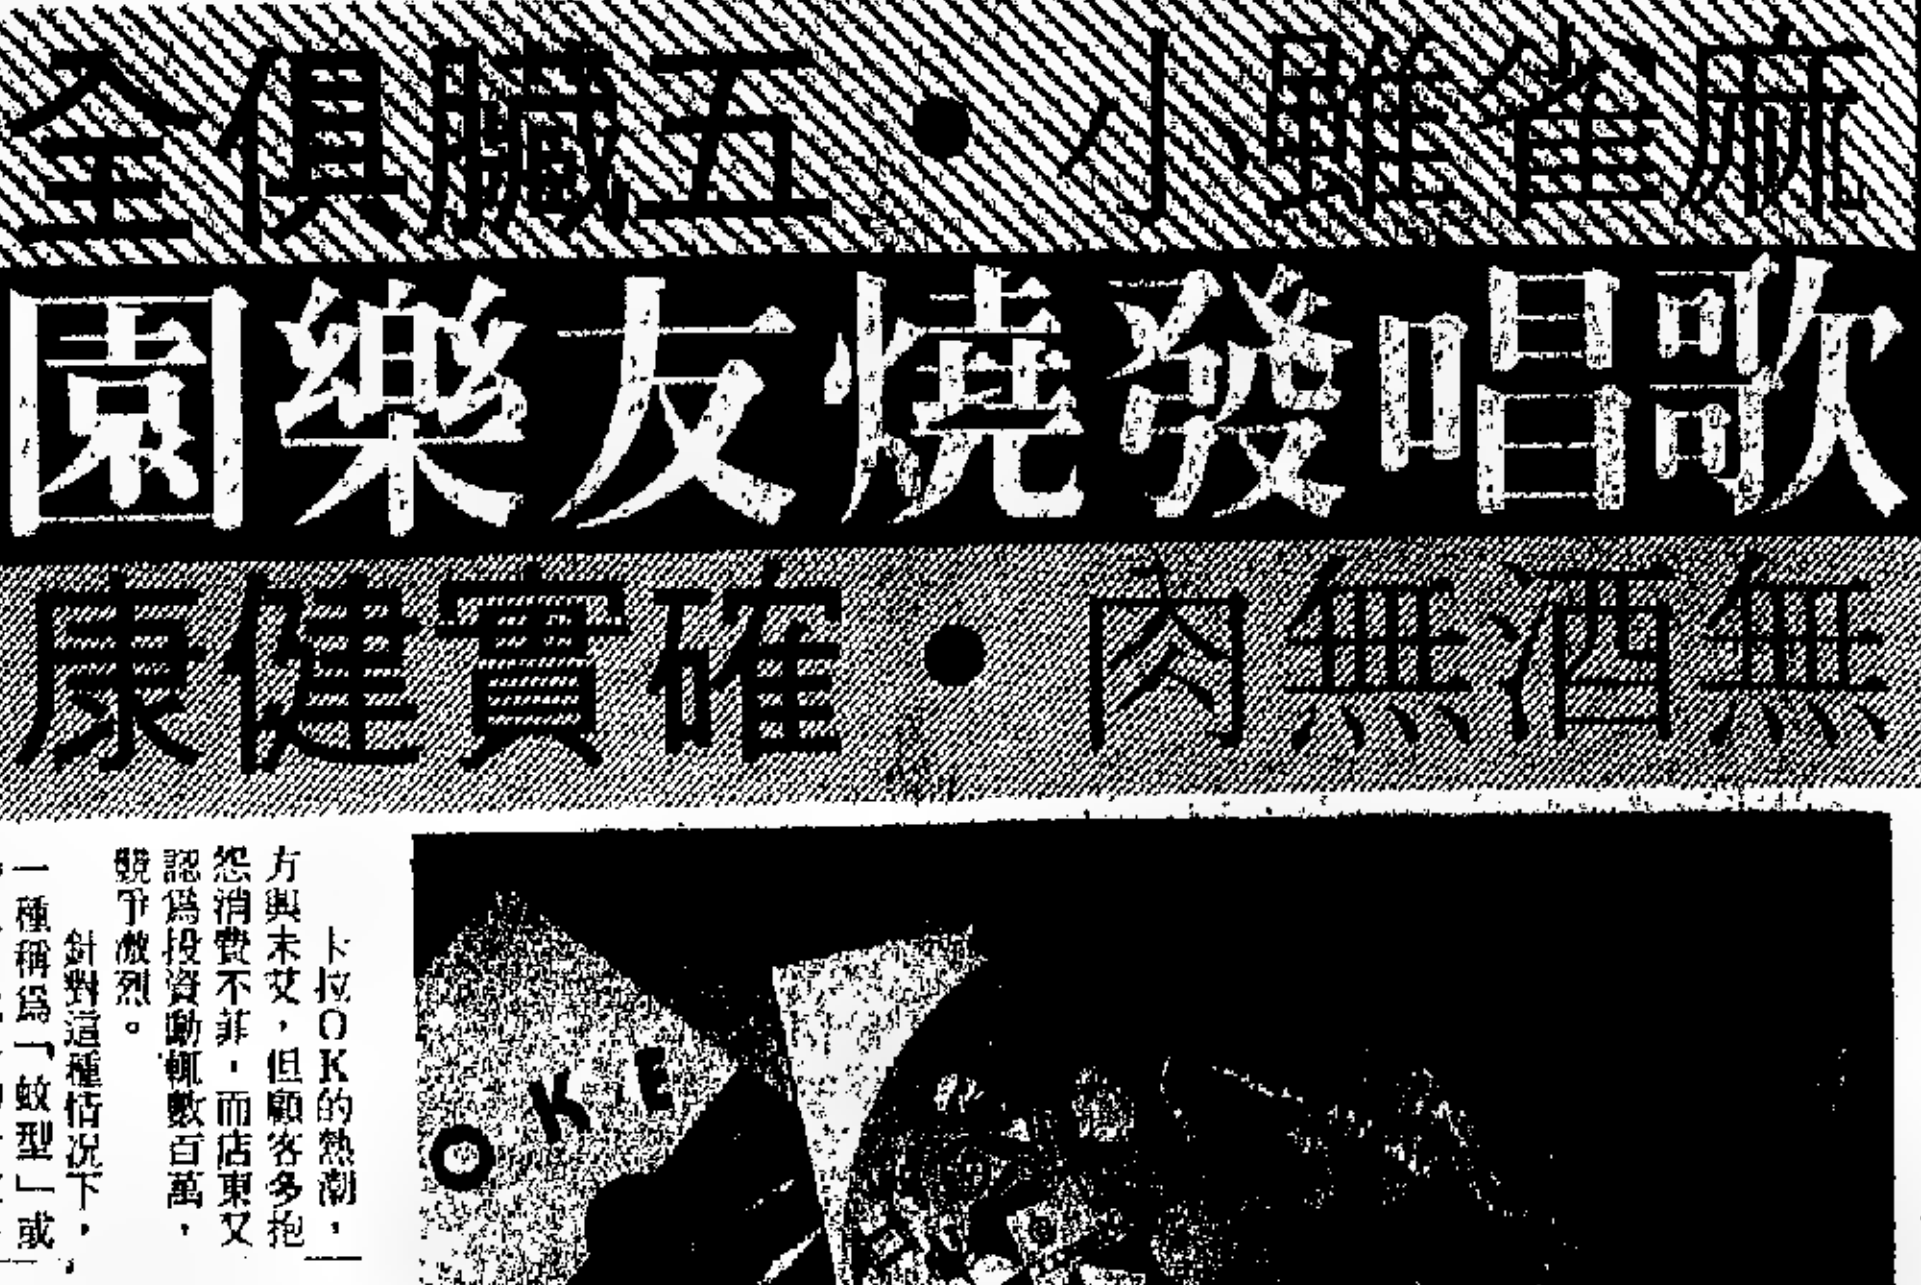 麻雀雖小•五臟俱全
歌唱發燒友樂園
無酒無肉•確實健康
卡拉OK的熱潮，
方興未艾，但顧客多抱
怨消費不菲，而店東又
認爲投資動輒數百萬，
競爭激烈。
針對這種情況下，
一種稱爲「蚊型」或
OKE